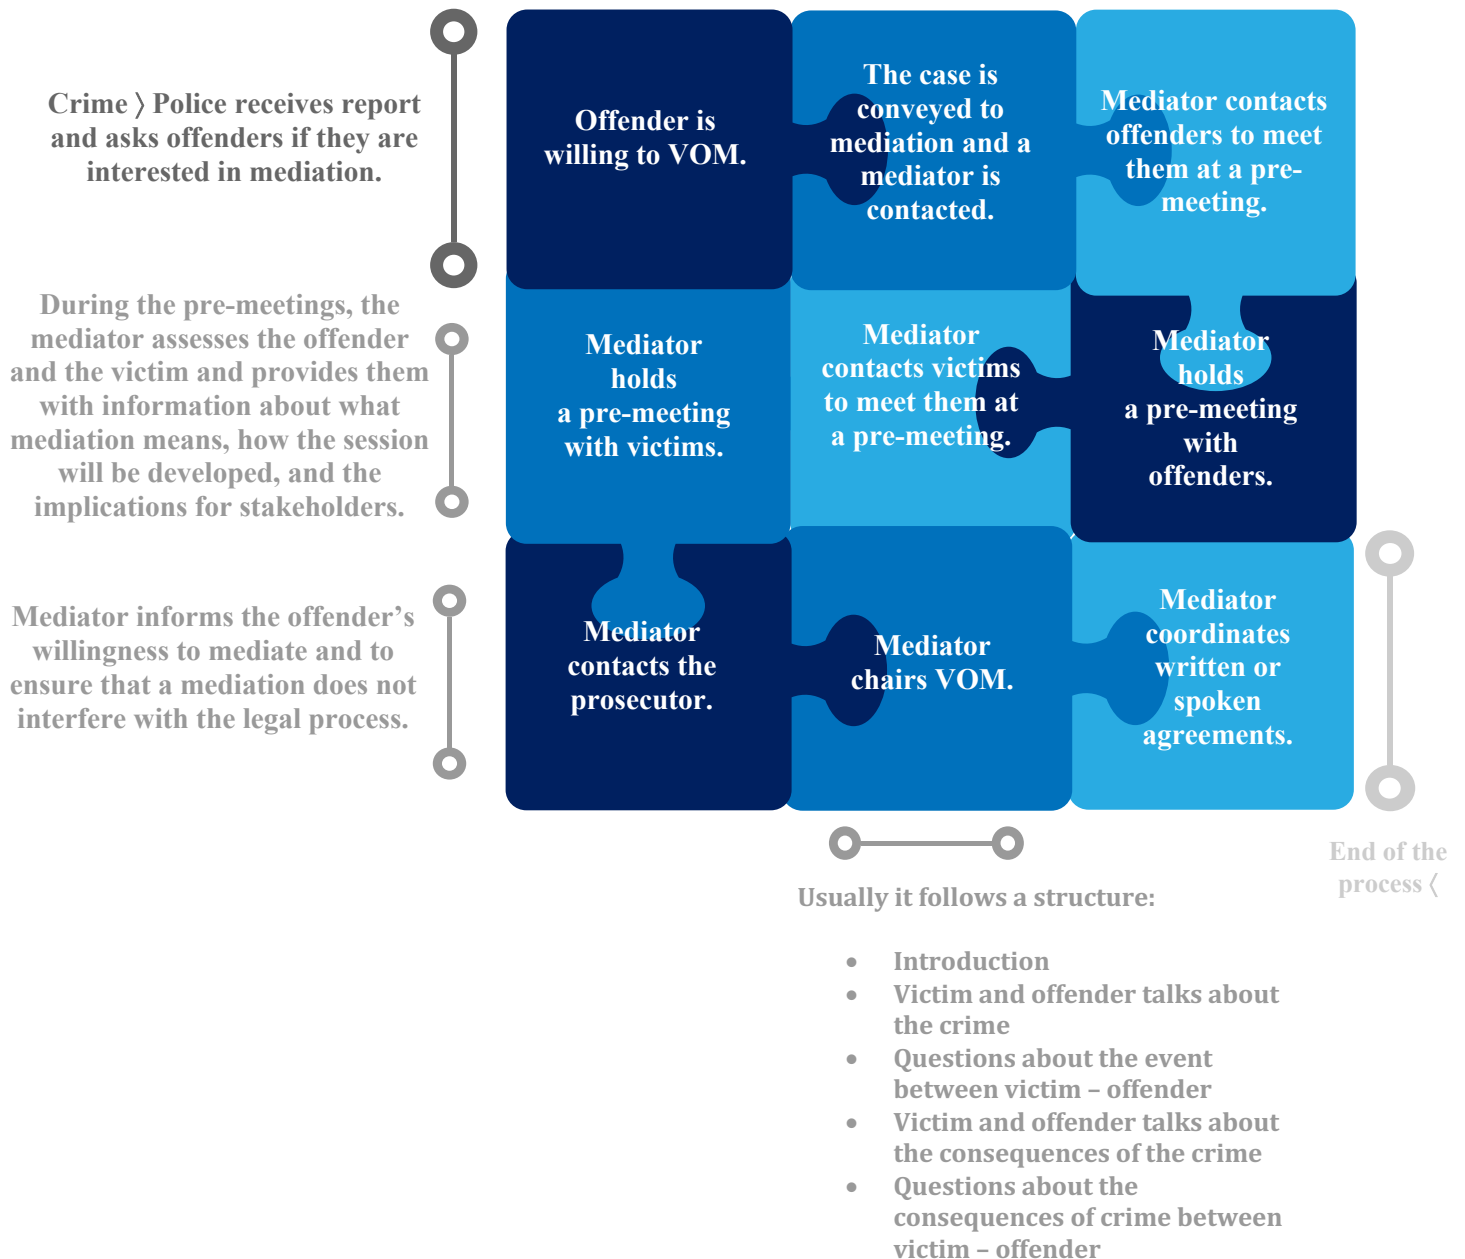 Crime 〉 Police receives report
and asks offenders if they are
interested in mediation.
Offender is
willing to VOM.
The case is
conveyed to
mediation and a
mediator is
contacted.
Mediator contacts
offenders to meet
them at a pre-
meeting.
During the pre-meetings, the
mediator assesses the offender
and the victim and provides them
with information about what
mediation means, how the session
will be developed, and the
implications for stakeholders.
Mediator
holds
a pre-meeting
with victims.
Mediator
contacts victims
to meet them at
a pre-meeting.
Mediator
holds
a pre-meeting
with
offenders.
Mediator informs the offender’s
willingness to mediate and to
ensure that a mediation does not
interfere with the legal process.
Mediator
contacts the
prosecutor.
Mediator
chairs VOM.
Mediator
coordinates
written or
spoken
agreements.
End of the
process 〈
Usually it follows a structure:
• Introduction
• Victim and offender talks about
the crime
• Questions about the event
between victim – offender
• Victim and offender talks about
the consequences of the crime
• Questions about the
consequences of crime between
victim – offender